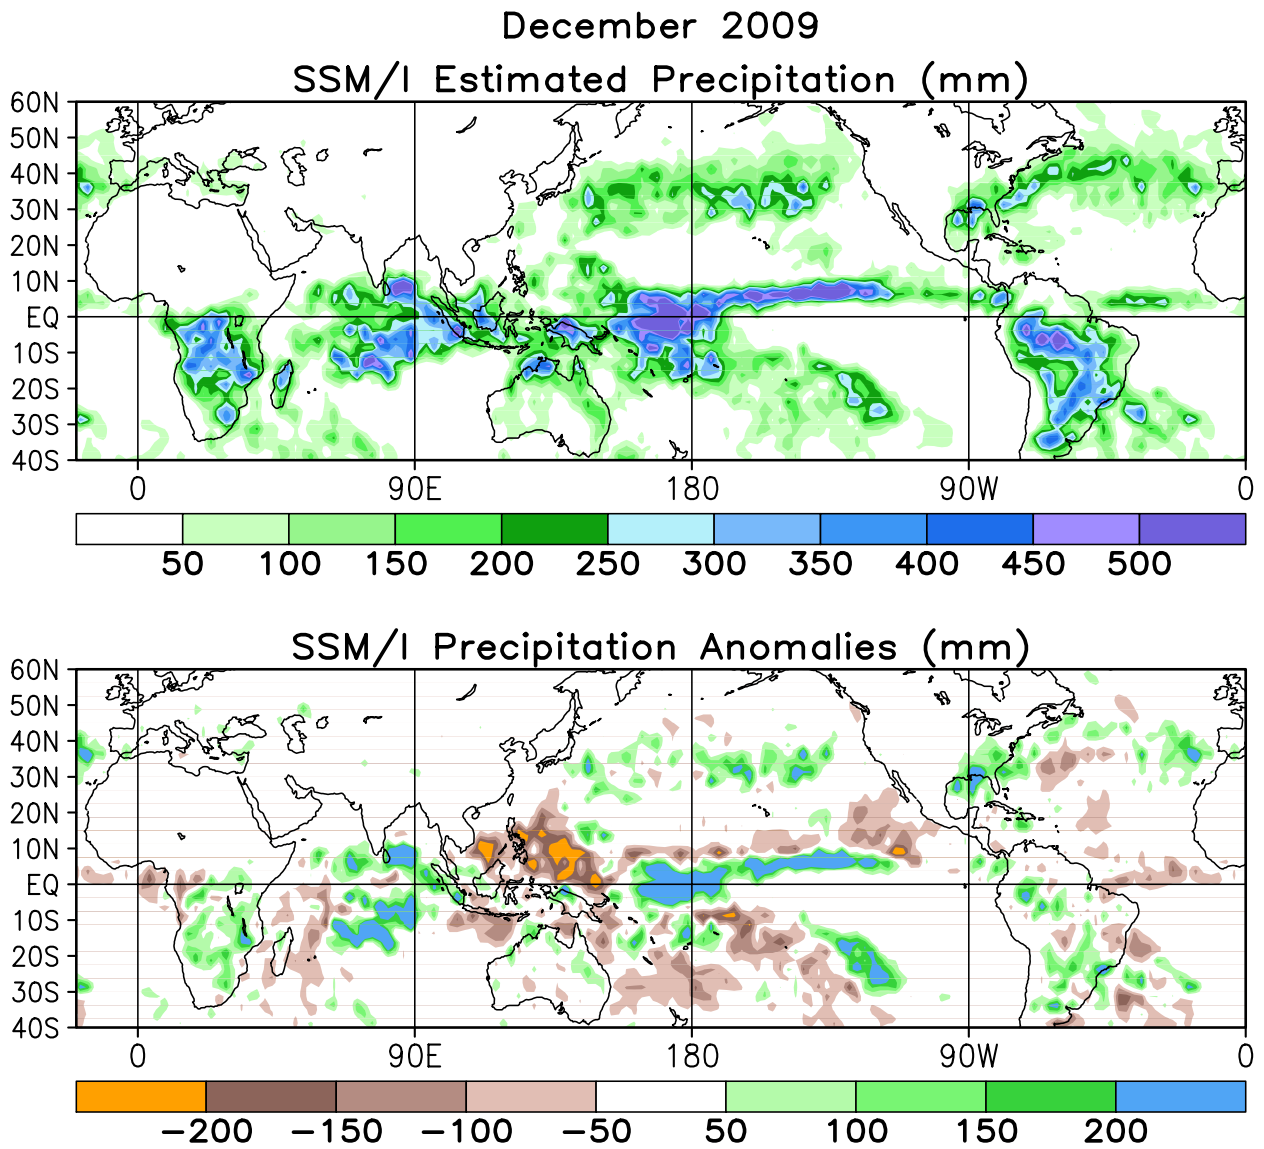 December 2009
SSM/I Estimated Precipitation (mm)
60N
50N
40N
30N
20N
10N
EQ
10S
20S
30S
40S
0 90E 180 90W 0
50 100 150 200 250 300 350 400 450 500
SSM/I Precipitation Anomalies (mm)
60N
50N
40N
30N
20N
10N
EQ
10S
20S
30S
40S
0 90E 180 90W 0
−200 −150 −100 −50 50 100 150 200